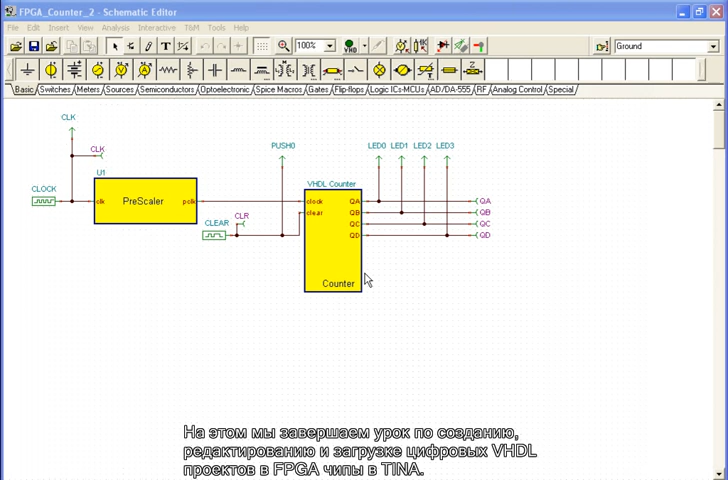 FPGA_Counter_2 - Schematic Editor
File Edit Insert View Analysis Interactive T&M Tools Help
100% Ground
Basic Switches Meters Sources Semiconductors Optoelectronic Spice Macros Gates Flip-flops Logic ICs-MCUs AD/DA-555 RF Analog Control Special
CLK
CLK
PUSH0
LED0 LED1 LED2 LED3
U1
VHDL Counter
CLOCK
clk PreScaler pclk
clock QA QA
CLEAR CLR
clear QB QB
QC QC
QD QD
Counter
На этом мы завершаем урок по созданию,
редактированию и загрузке цифровых VHDL
проектов в FPGA чипы в TINA.